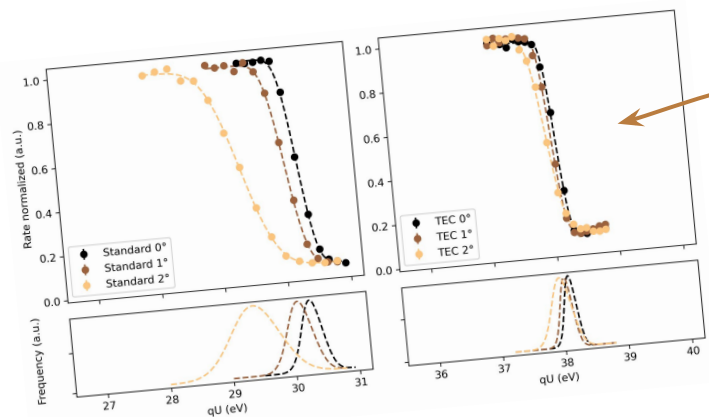 Rate normalized (a.u.)
1.0
0.8
0.6
0.4
0.2
0.0
Standard 0°
Standard 1°
Standard 2°
1.0
0.8
0.6
0.4
0.2
0.0
TEC 0°
TEC 1°
TEC 2°
Frequency (a.u.)
27
28
29
30
31
qU (eV)
36
37
38
39
40
qU (eV)